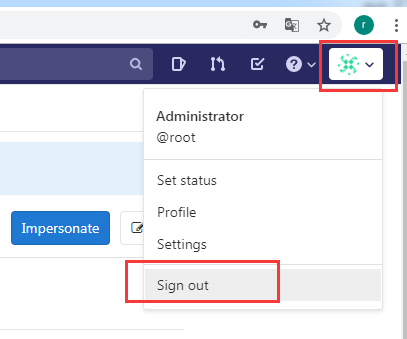 r
?
Administrator
@root
Set status
Impersonate
Profile
Settings
Sign out